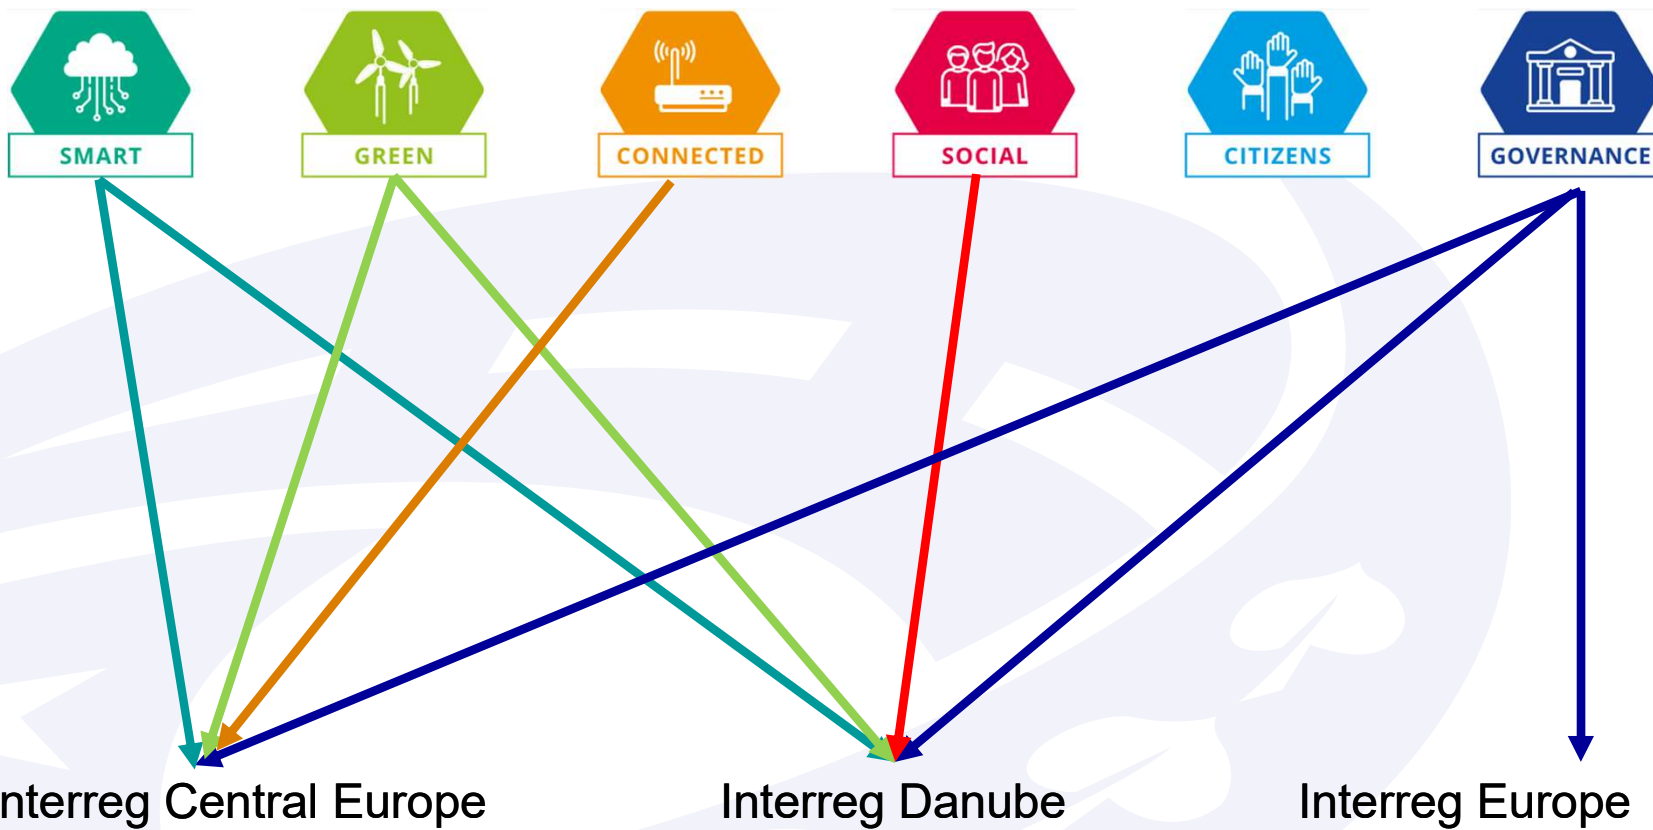 SMART
GREEN
CONNECTED
SOCIAL
CITIZENS
GOVERNANCE
nterreg Central Europe
Interreg Danube
Interreg Europe